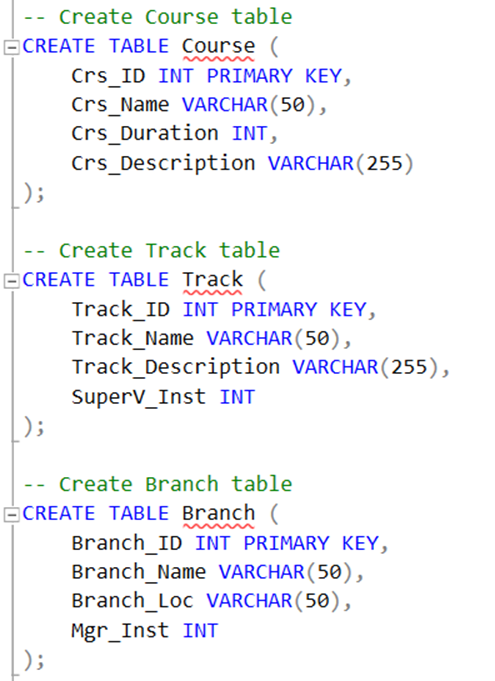 -- Create Course table
CREATE TABLE Course (
Crs_ID INT PRIMARY KEY,
Crs_Name VARCHAR(50),
Crs_Duration INT,
Crs_Description VARCHAR(255)
);
-- Create Track table
CREATE TABLE Track (
Track_ID INT PRIMARY KEY,
Track_Name VARCHAR(50),
Track_Description VARCHAR(255),
SuperV_Inst INT
);
-- Create Branch table
CREATE TABLE Branch (
Branch_ID INT PRIMARY KEY,
Branch_Name VARCHAR(50),
Branch_Loc VARCHAR(50),
Mgr_Inst INT
);